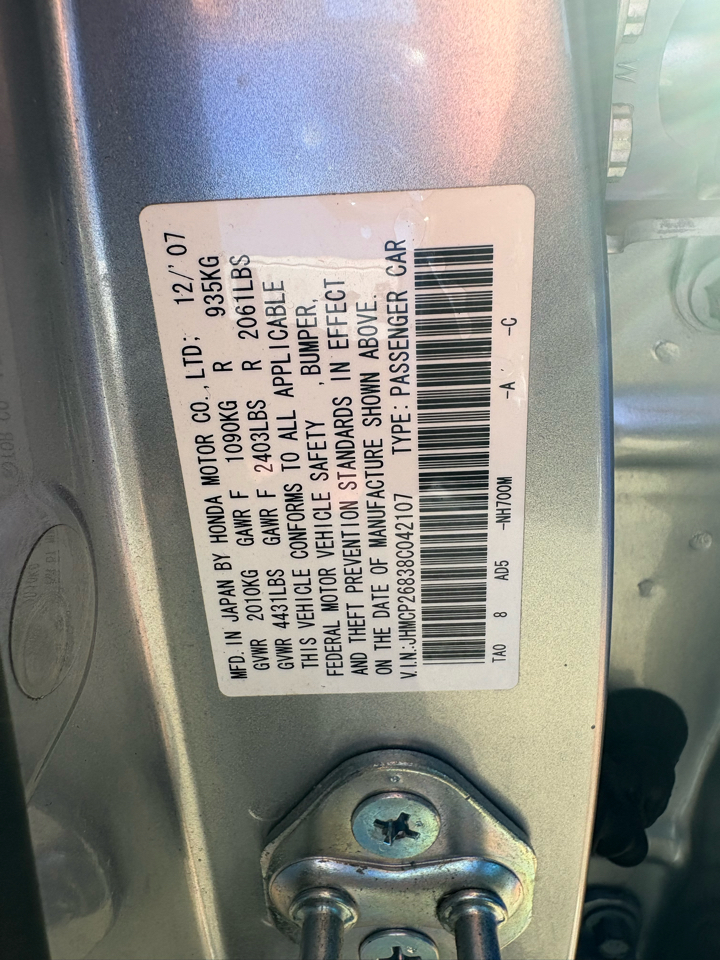 MFD. IN JAPAN BY HONDA MOTOR CO., LTD; 12/'07
GVWR 2010KG GAWR F 1090KG R 935KG
GVWR 4431LBS GAWR F 2403LBS R 2061LBS
THIS VEHICLE CONFORMS TO ALL APPLICABLE
FEDERAL MOTOR VEHICLE SAFETY , BUMPER,
AND THEFT PREVENTION STANDARDS IN EFFECT
ON THE DATE OF MANUFACTURE SHOWN ABOVE.
V.I.N:JHMCP26838C042107 TYPE: PASSENGER CAR
TA0 8 AD5 -NH700M -A -C